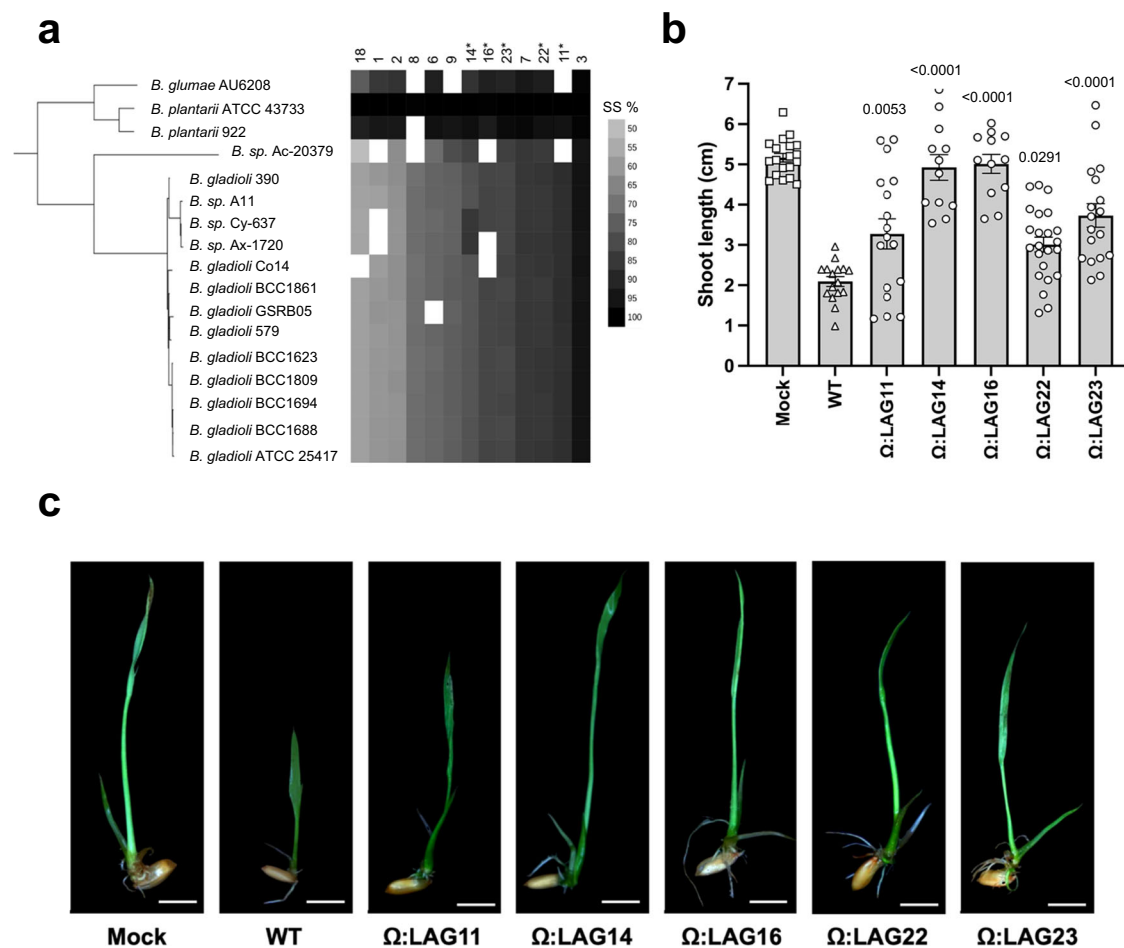 a
18 1 2 8 6 9 14* 16* 23* 7 22* 11* 3
B. glumae AU6208
B. plantarii ATCC 43733
B. plantarii 922
B. sp. Ac-20379
B. gladioli 390
B. sp. A11
B. sp. Cy-637
B. sp. Ax-1720
B. gladioli Co14
B. gladioli BCC1861
B. gladioli GSRB05
B. gladioli 579
B. gladioli BCC1623
B. gladioli BCC1809
B. gladioli BCC1694
B. gladioli BCC1688
B. gladioli ATCC 25417
SS %
50
55
60
65
70
75
80
85
90
95
100
b
Shoot length (cm)
7
6
5
4
3
2
1
0
0.0053
<0.0001
<0.0001
0.0291
<0.0001
Mock
WT
Ω:LAG11
Ω:LAG14
Ω:LAG16
Ω:LAG22
Ω:LAG23
c
Mock WT Ω:LAG11 Ω:LAG14 Ω:LAG16 Ω:LAG22 Ω:LAG23